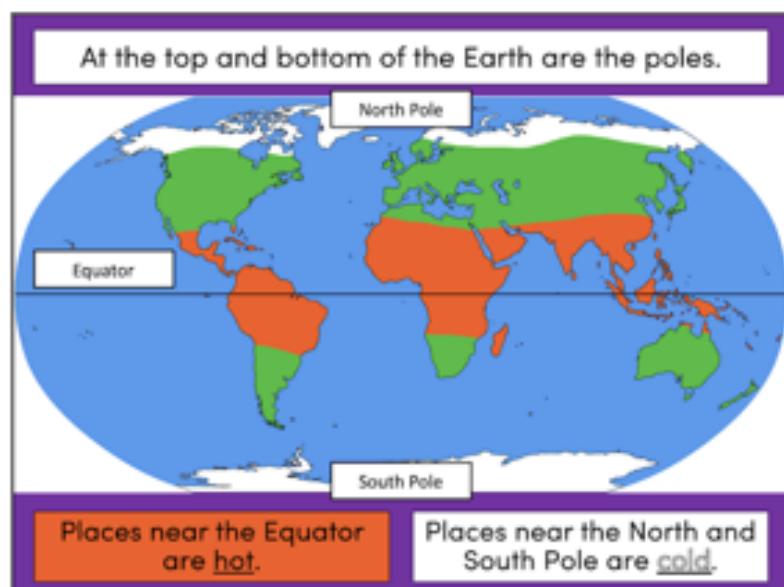 At the top and bottom of the Earth are the poles.
North Pole
Equator
South Pole
Places near the Equator
are hot.
Places near the North and
South Pole are cold.